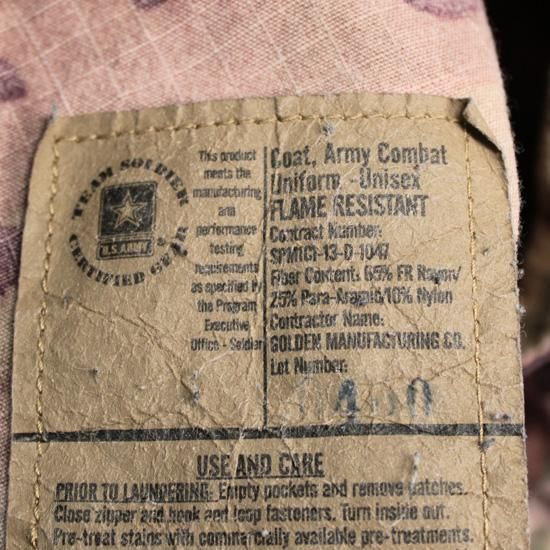 TEAM SOLDIER
U.S. ARMY
CERTIFIED GEAR
This product
meets the
manufacturing
and
performance
testing
requirements
as specified by
the Program
Executive
Office - Soldier
Coat, Army Combat
Uniform - Unisex
FLAME RESISTANT
Contract Number:
SPM1C1-13-D-1047
Fiber Content: 65% FR Rayon/
25% Para-Aramid/10% Nylon
Contractor Name:
GOLDEN MANUFACTURING CO.
Lot Number:
USE AND CARE
PRIOR TO LAUNDERING: Empty pockets and remove patches.
Close zipper and hook and loop fasteners. Turn inside out.
Pre-treat stains with commercially available pre-treatments.